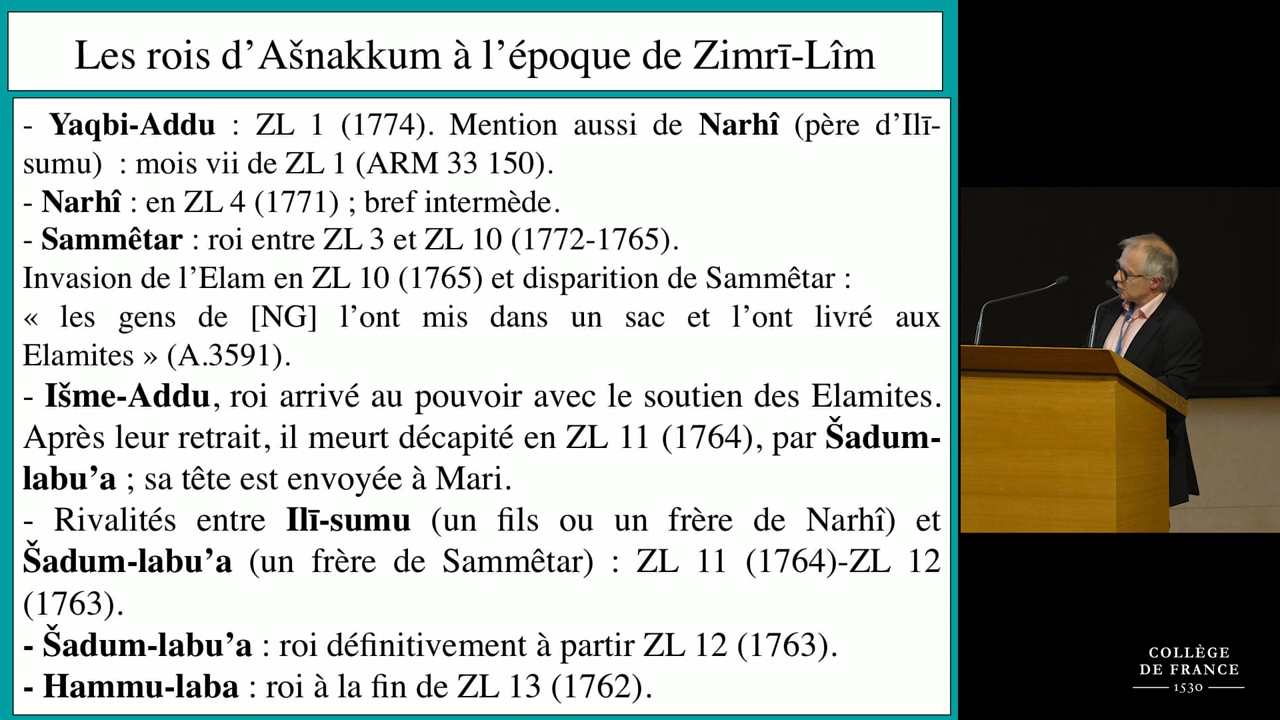 Les rois d’Ašnakkum à l’époque de Zimrī-Lîm
- Yaqbi-Addu : ZL 1 (1774). Mention aussi de Narhî (père d’Ilī-
sumu) : mois vii de ZL 1 (ARM 33 150).
- Narhî : en ZL 4 (1771) ; bref intermède.
- Sammêtar : roi entre ZL 3 et ZL 10 (1772-1765).
Invasion de l’Elam en ZL 10 (1765) et disparition de Sammêtar :
« les gens de [NG] l’ont mis dans un sac et l’ont livré aux
Elamites » (A.3591).
- Išme-Addu, roi arrivé au pouvoir avec le soutien des Elamites.
Après leur retrait, il meurt décapité en ZL 11 (1764), par Šadum-
labu’a ; sa tête est envoyée à Mari.
- Rivalités entre Ilī-sumu (un fils ou un frère de Narhî) et
Šadum-labu’a (un frère de Sammêtar) : ZL 11 (1764)-ZL 12
(1763).
- Šadum-labu’a : roi définitivement à partir ZL 12 (1763).
- Hammu-laba : roi à la fin de ZL 13 (1762).
COLLÈGE
DE FRANCE
1530